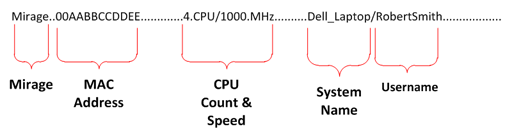 Mirage..00AABBCCDDEE.............4.CPU/1000.MHz..........Dell_Laptop/RobertSmith..................
Mirage
MAC
Address
CPU
Count &
Speed
System
Name
Username